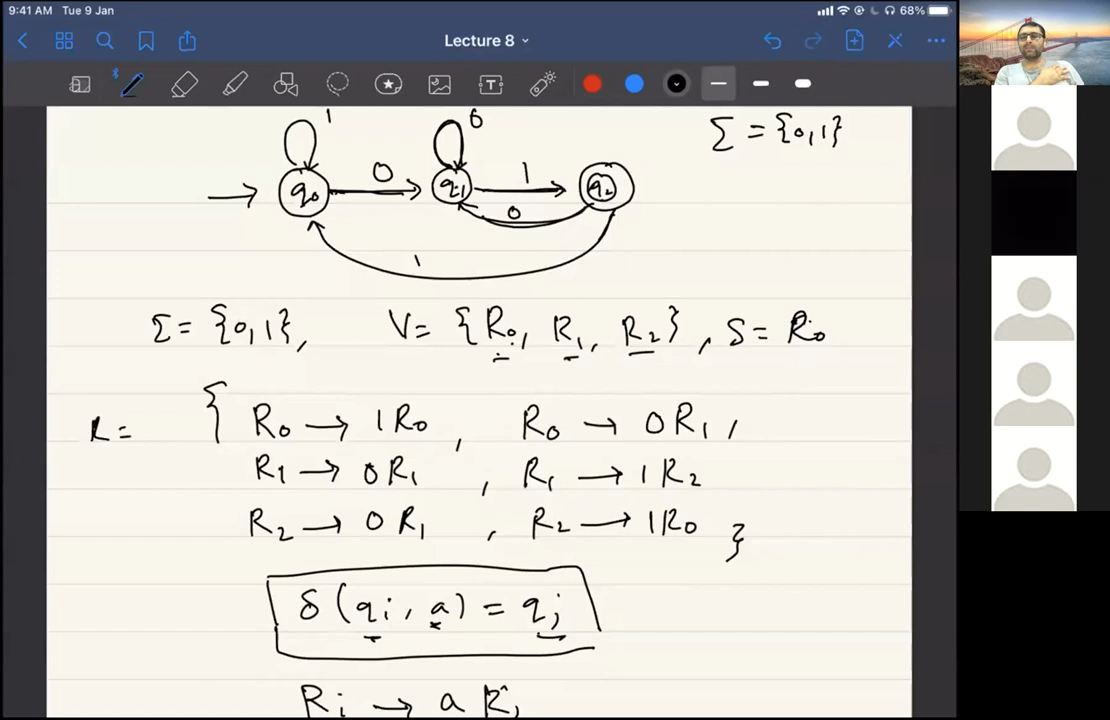 9:41 AM Tue 9 Jan 68%
Lecture 8
1 0 Σ = {0,1}
q0 0 q1 1 q2
0
1
Σ = {0,1}, V = {R0, R1, R2}, S = R0
R = { R0 → 1R0, R0 → 0R1,
R1 → 0R1, R1 → 1R2
R2 → 0R1, R2 → 1R0 }
δ(qi, a) = qj
Ri → a Rj